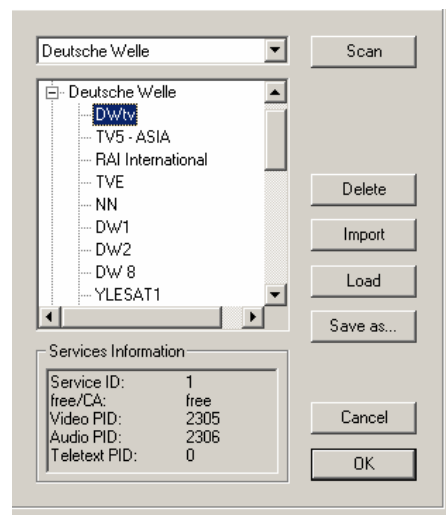 Deutsche Welle
Scan
Deutsche Welle
DWtv
TV5 - ASIA
RAI International
TVE
NN
DW1
DW2
DW 8
YLESAT1
Delete
Import
Load
Save as...
Services Information
Service ID: 1
free/CA: free
Video PID: 2305
Audio PID: 2306
Teletext PID: 0
Cancel
OK